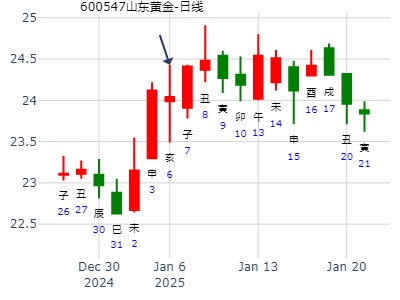 600547山东黄金-日线
25
24.5
24
23.5
23
22.5
子
26
丑
27
辰
30
巳
31
未
2
申
3
亥
6
子
7
丑
8
寅
9
卯
10
午
13
未
14
申
15
酉
16
戌
17
丑
20
寅
21
Dec 30
2024
Jan 6
2025
Jan 13
Jan 20